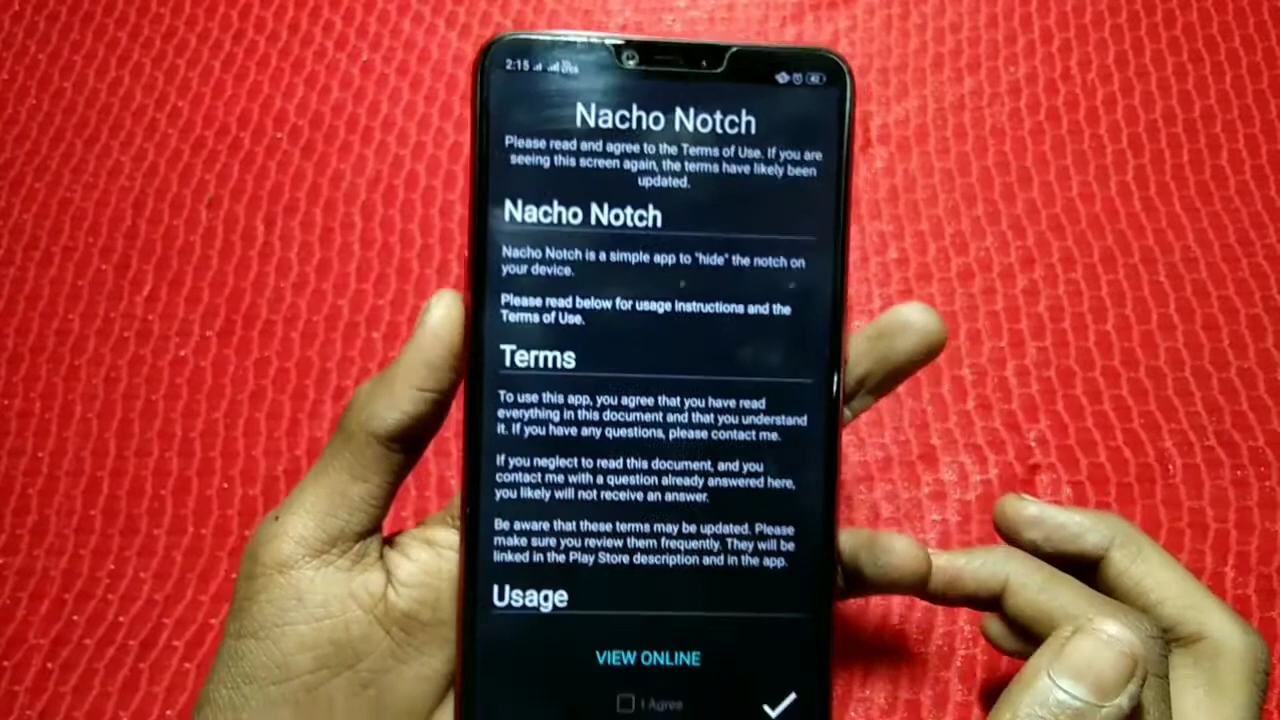 2:15
Nacho Notch
Please read and agree to the Terms of Use. If you are
seeing this screen again, the terms have likely been
updated.
Nacho Notch
Nacho Notch is a simple app to "hide" the notch on
your device.
Please read below for usage instructions and the
Terms of Use.
Terms
To use this app, you agree that you have read
everything in this document and that you understand
it. If you have any questions, please contact me.
If you neglect to read this document, and you
contact me with a question already answered here,
you likely will not receive an answer.
Be aware that these terms may be updated. Please
make sure you review them frequently. They will be
linked in the Play Store description and in the app.
Usage
VIEW ONLINE
I Agree